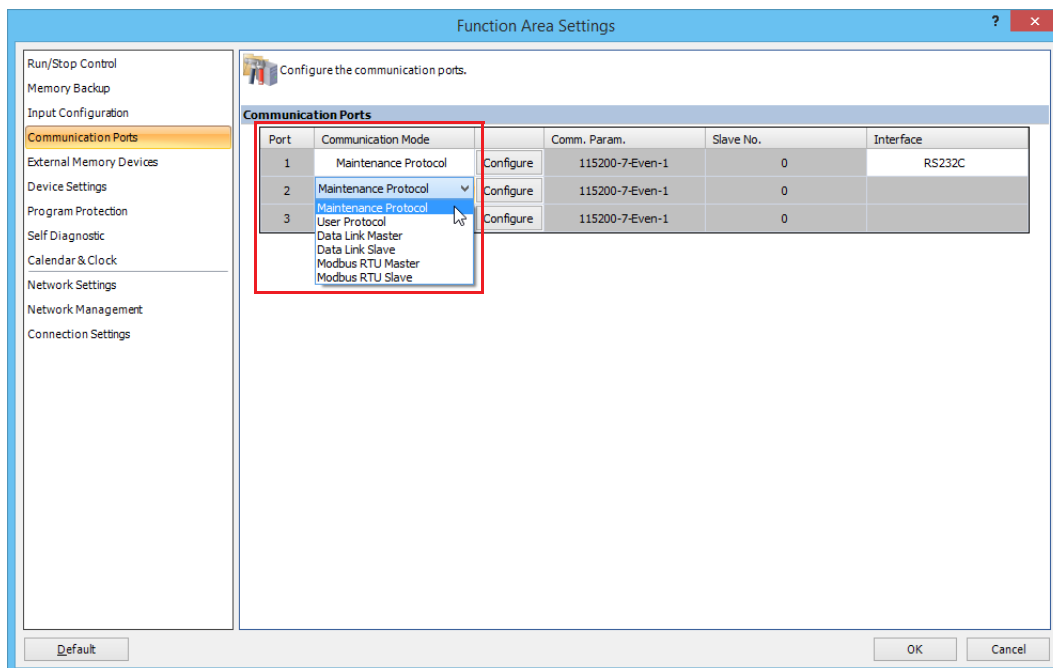 Function Area Settings
?
Run/Stop Control
Memory Backup
Input Configuration
Communication Ports
External Memory Devices
Device Settings
Program Protection
Self Diagnostic
Calendar & Clock
Network Settings
Network Management
Connection Settings
Configure the communication ports.
Communication Ports
Port Communication Mode Comm. Param. Slave No. Interface
1 Maintenance Protocol Configure 115200-7-Even-1 0 RS232C
2 Maintenance Protocol Configure 115200-7-Even-1 0
3 Configure 115200-7-Even-1 0
Maintenance Protocol
User Protocol
Data Link Master
Data Link Slave
Modbus RTU Master
Modbus RTU Slave
Default OK Cancel